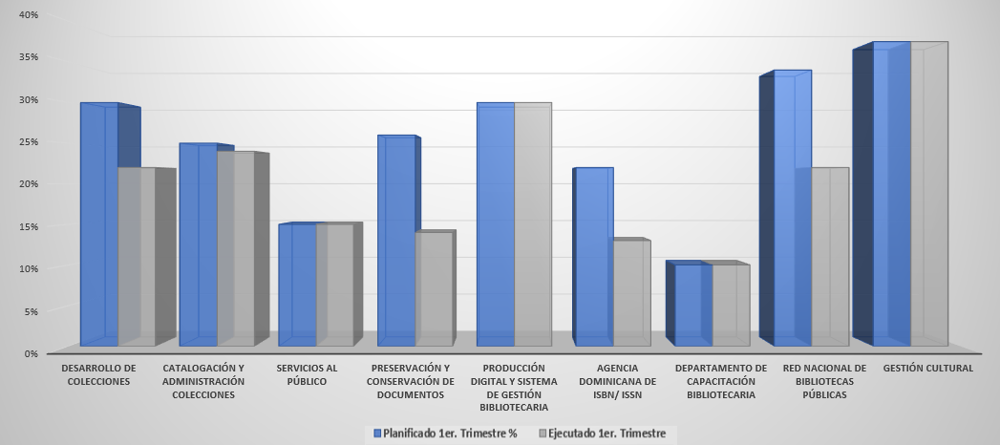 40%
35%
30%
25%
20%
15%
10%
5%
0%
DESARROLLO DE
COLECCIONES
CATALOGACIÓN Y
ADMINISTRACIÓN
COLECCIONES
SERVICIOS AL
PÚBLICO
PRESERVACIÓN Y
CONSERVACIÓN DE
DOCUMENTOS
PRODUCCIÓN
DIGITAL Y SISTEMA
DE GESTIÓN
BIBLIOTECARIA
AGENCIA
DOMINICANA DE
ISBN/ ISSN
DEPARTAMENTO DE
CAPACITACIÓN
BIBLIOTECARIA
RED NACIONAL DE
BIBLIOTECAS
PÚBLICAS
GESTIÓN CULTURAL
Planificado 1er. Trimestre %
Ejecutado 1er. Trimestre